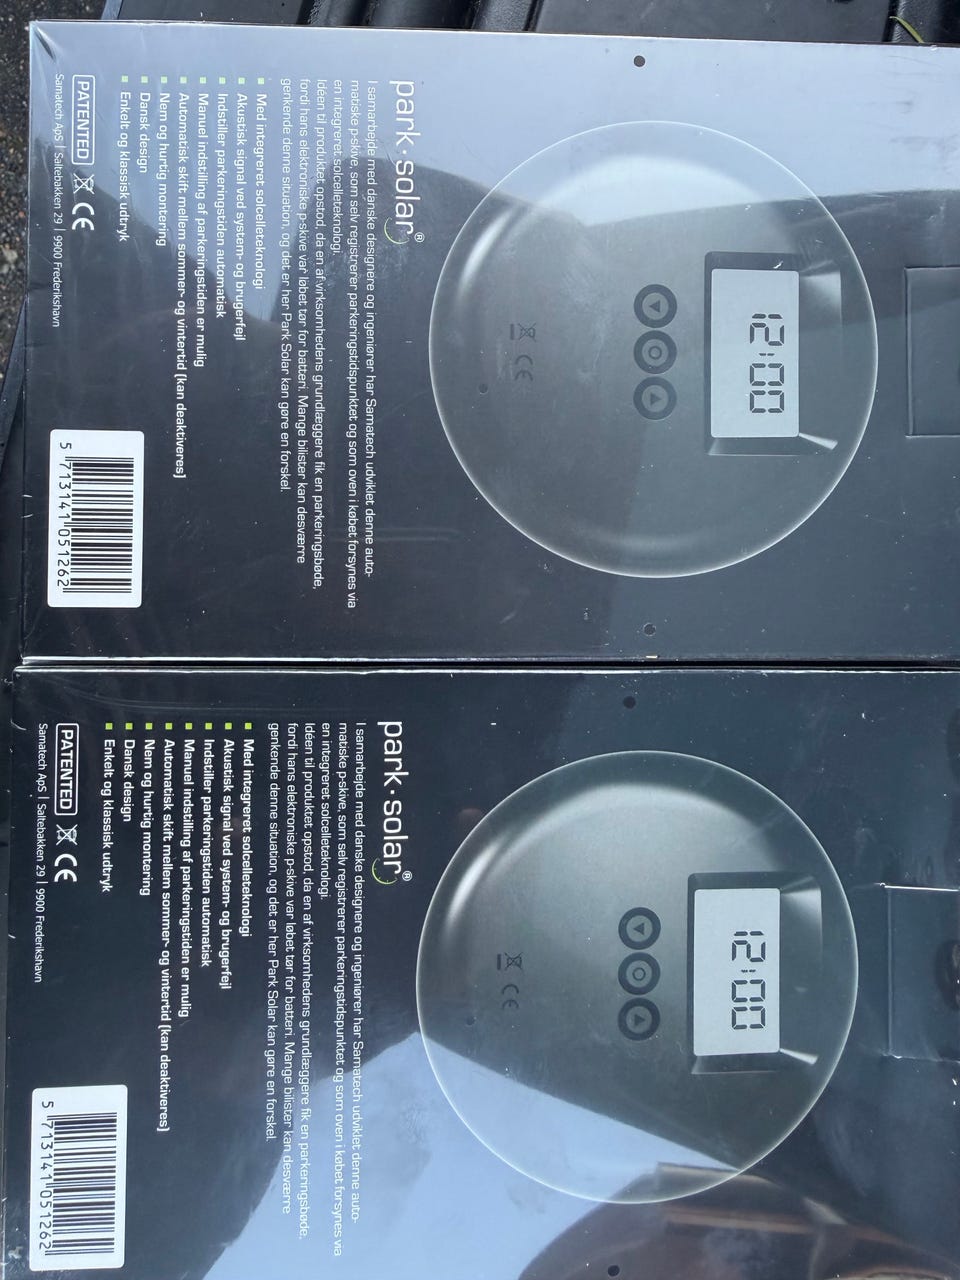 12:00
CE
park·solar®
I samarbejde med danske designere og ingeniører har Samatech udviklet denne auto-
matiske p-skive, som selv registrerer parkeringstidspunktet og som oven i købet forsynes via
en integreret solcelleteknologi.
Idéen til produktet opstod, da en af virksomhedens grundlæggere fik en parkeringsbøde,
fordi hans elektroniske p-skive var løbet tør for batteri. Mange bilister kan desværre
genkende denne situation, og det er her Park Solar kan gøre en forskel.
Med integreret solcelleteknologi
Akustisk signal ved system- og brugerfejl
Indstiller parkeringstiden automatisk
Manuel indstilling af parkeringstiden er mulig
Automatisk skift mellem sommer- og vintertid (kan deaktiveres)
Nem og hurtig montering
Dansk design
Enkelt og klassisk udtryk
PATENTED CE
Samatech ApS | Saltebakken 29 | 9900 Frederikshavn
5 713141 051262
12:00
CE
park·solar®
I samarbejde med danske designere og ingeniører har Samatech udviklet denne auto-
matiske p-skive, som selv registrerer parkeringstidspunktet og som oven i købet forsynes via
en integreret solcelleteknologi.
Idéen til produktet opstod, da en af virksomhedens grundlæggere fik en parkeringsbøde,
fordi hans elektroniske p-skive var løbet tør for batteri. Mange bilister kan desværre
genkende denne situation, og det er her Park Solar kan gøre en forskel.
Med integreret solcelleteknologi
Akustisk signal ved system- og brugerfejl
Indstiller parkeringstiden automatisk
Manuel indstilling af parkeringstiden er mulig
Automatisk skift mellem sommer- og vintertid (kan deaktiveres)
Nem og hurtig montering
Dansk design
Enkelt og klassisk udtryk
PATENTED CE
Samatech ApS | Saltebakken 29 | 9900 Frederikshavn
5 713141 051262